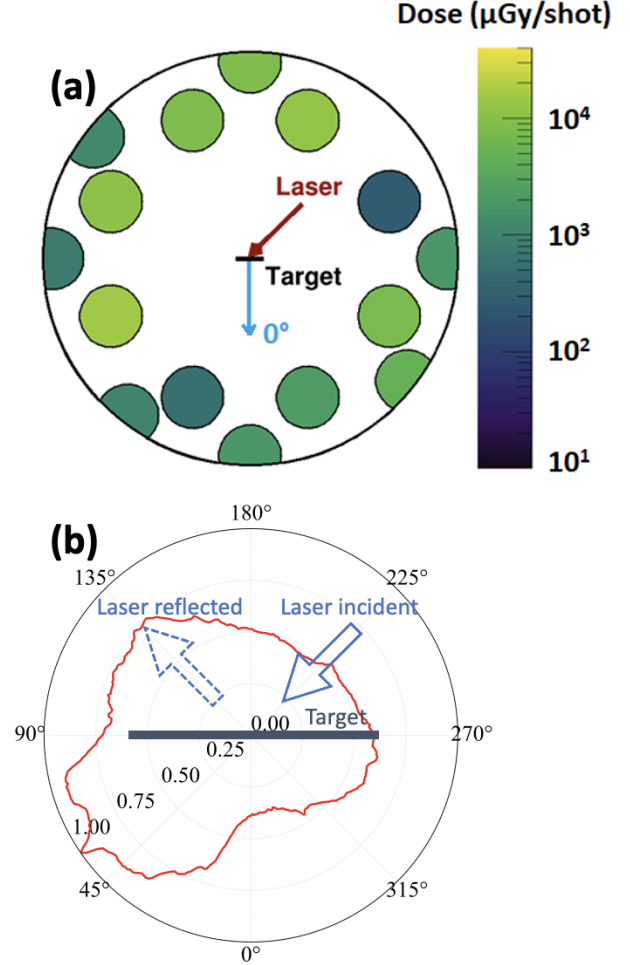 Dose (μGy/shot)
(a)
10⁴
Laser
10³
Target
0°
10²
10¹
(b)
180°
135°
225°
Laser reflected
Laser incident
0.00
Target
90°
270°
0.25
0.50
0.75
1.00
45°
315°
0°